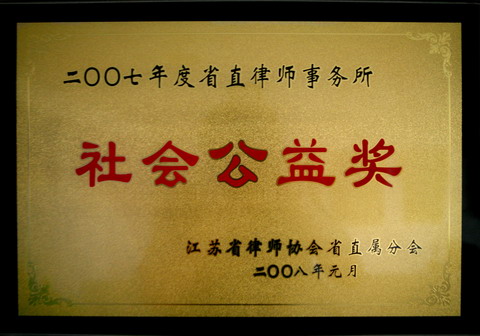 二〇〇七年度省直律师事务所
社会公益奖
江苏省律师协会省直属分会
二〇〇八年元月